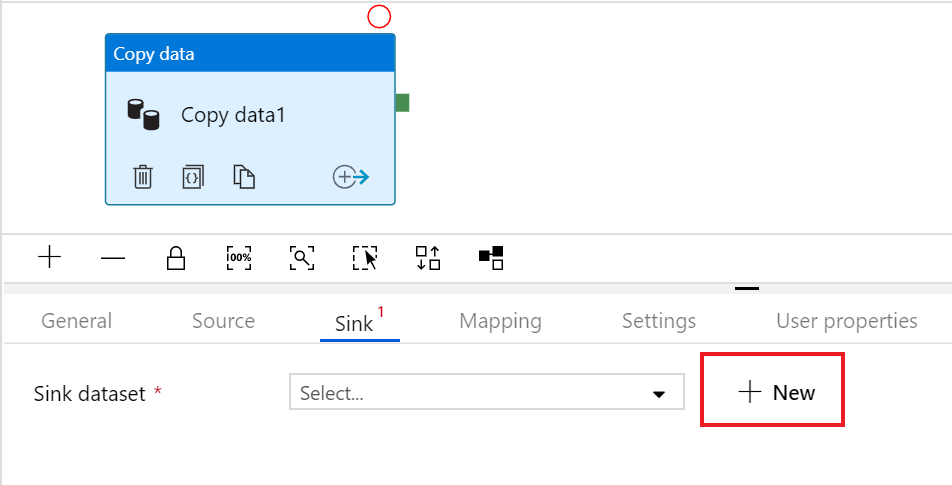 Copy data
Copy data1
{}
100%
General Source Sink 1 Mapping Settings User properties
Sink dataset * Select... New